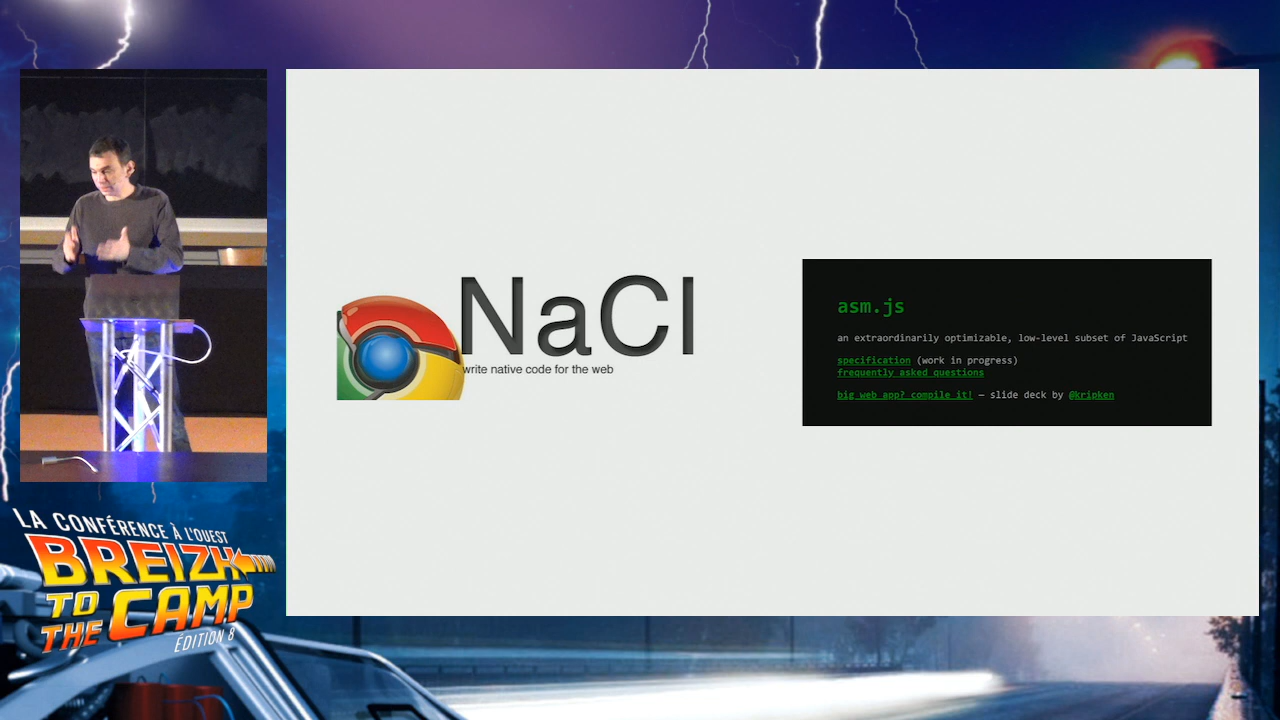 NaCl
write native code for the web
asm.js
an extraordinarily optimizable, low-level subset of JavaScript
specification (work in progress)
frequently asked questions
big web app? compile it! — slide deck by @kripken
LA CONFÉRENCE À L'OUEST
BREIZH
TO
THE CAMP
ÉDITION 8